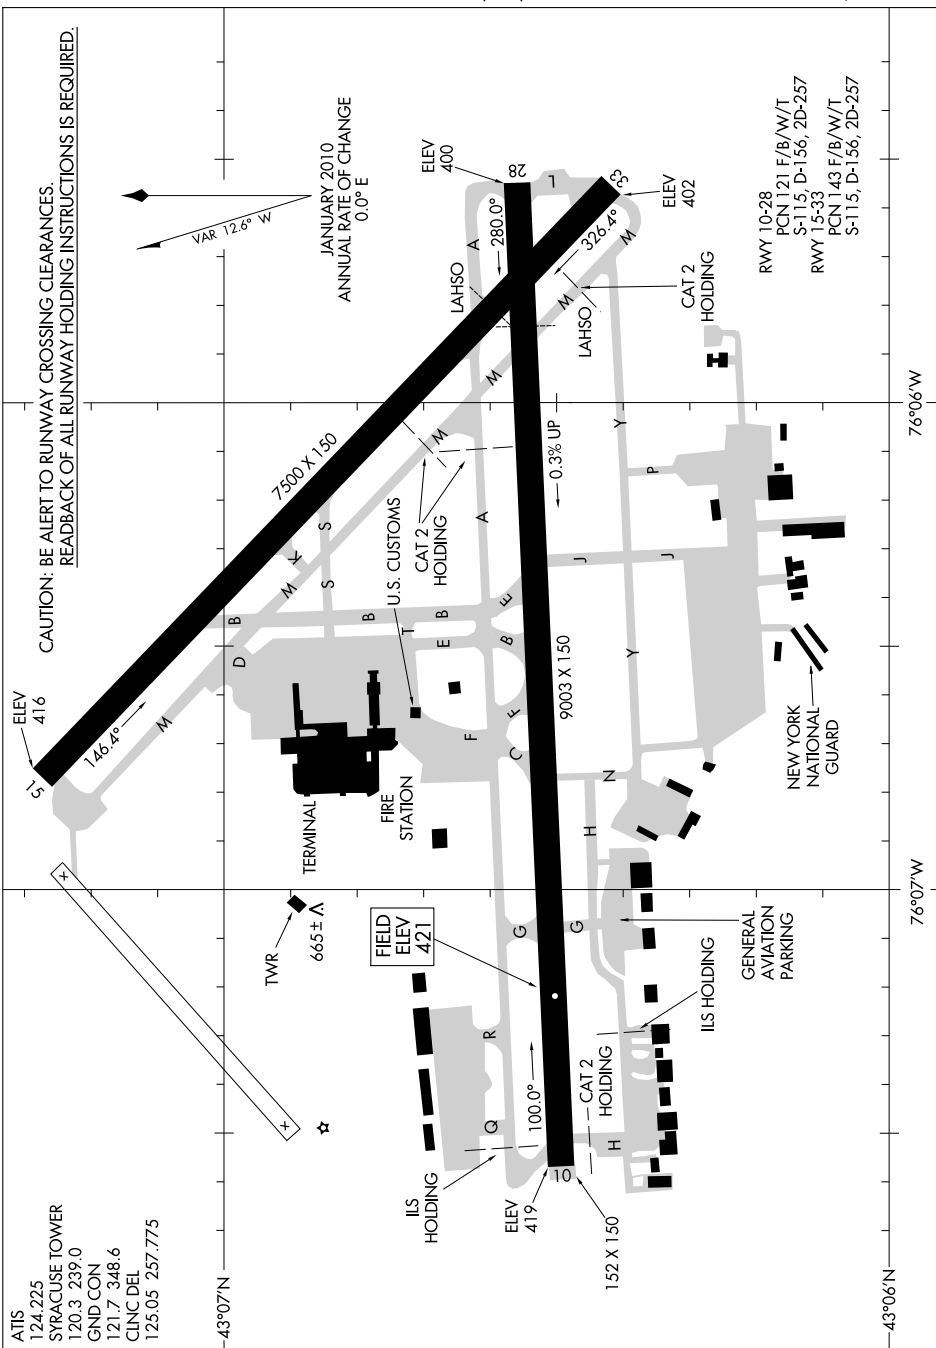 CAUTION: BE ALERT TO RUNWAY CROSSING CLEARANCES.
READBACK OF ALL RUNWAY HOLDING INSTRUCTIONS IS REQUIRED.
VAR 12.6° W
JANUARY 2010
ANNUAL RATE OF CHANGE
0.0° E
ELEV
400
28
L
33
ELEV
402
A
280.0°
326.4°
M
LAHSO
M
LAHSO
CAT 2
HOLDING
RWY 10-28
PCN 121 F/B/W/T
S-115, D-156, 2D-257
RWY 15-33
PCN 143 F/B/W/T
S-115, D-156, 2D-257
M
M
Y
76°06'W
7500 X 150
0.3% UP
P
A
S
CAT 2
HOLDING
U.S. CUSTOMS
K
M
S
J
J
B
B
B
E
T
E
B
D
Y
ELEV
416
15
146.4°
M
9003 X 150
F
F
C
N
H
NEW YORK
NATIONAL
GUARD
TERMINAL
FIRE
STATION
X
76°07'W
TWR
665±
FIELD
ELEV
421
G
G
GENERAL
AVIATION
PARKING
ILS HOLDING
R
Q
100.0°
CAT 2
HOLDING
H
X
ILS
HOLDING
10
ELEV
419
152 X 150
ATIS
124.225
SYRACUSE TOWER
120.3 239.0
GND CON
121.7 348.6
CLNC DEL
125.05 257.775
43°07'N
43°06'N